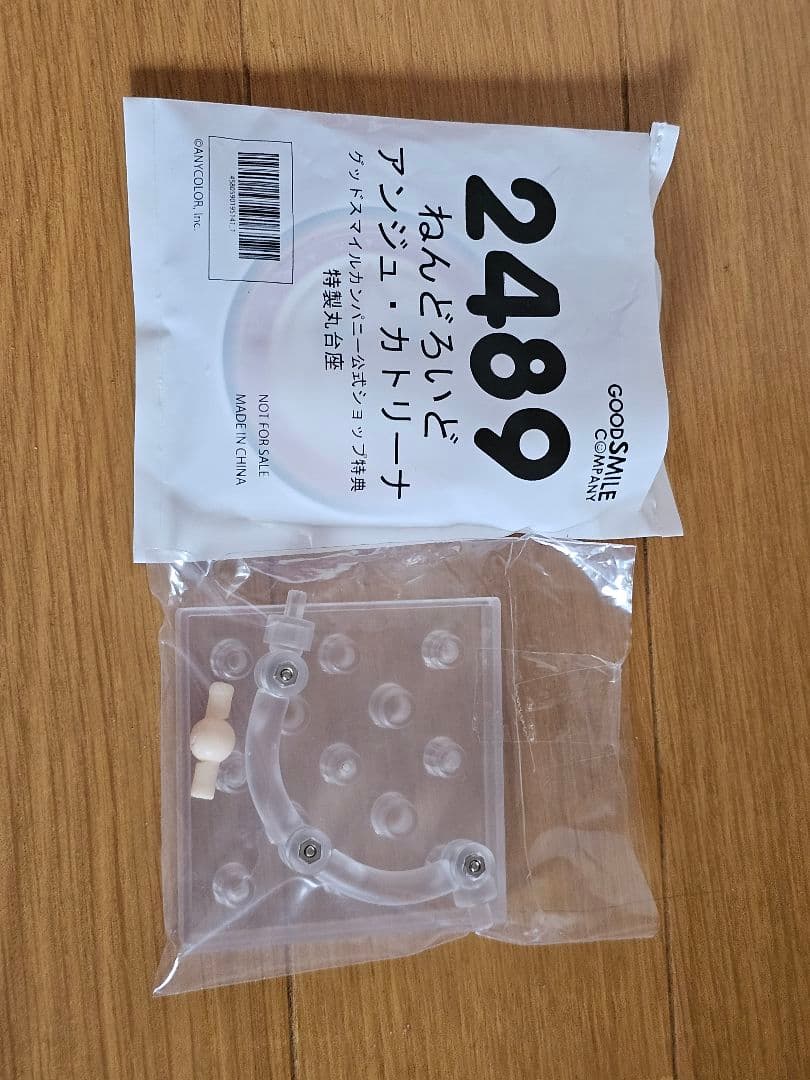 GOODSMILE
COMPANY
2489
ねんどろいど
アンジュ・カトリーナ
グッドスマイルカンパニー公式ショップ特典
特製丸台座
NOT FOR SALE
MADE IN CHINA
©ANYCOLOR, Inc.